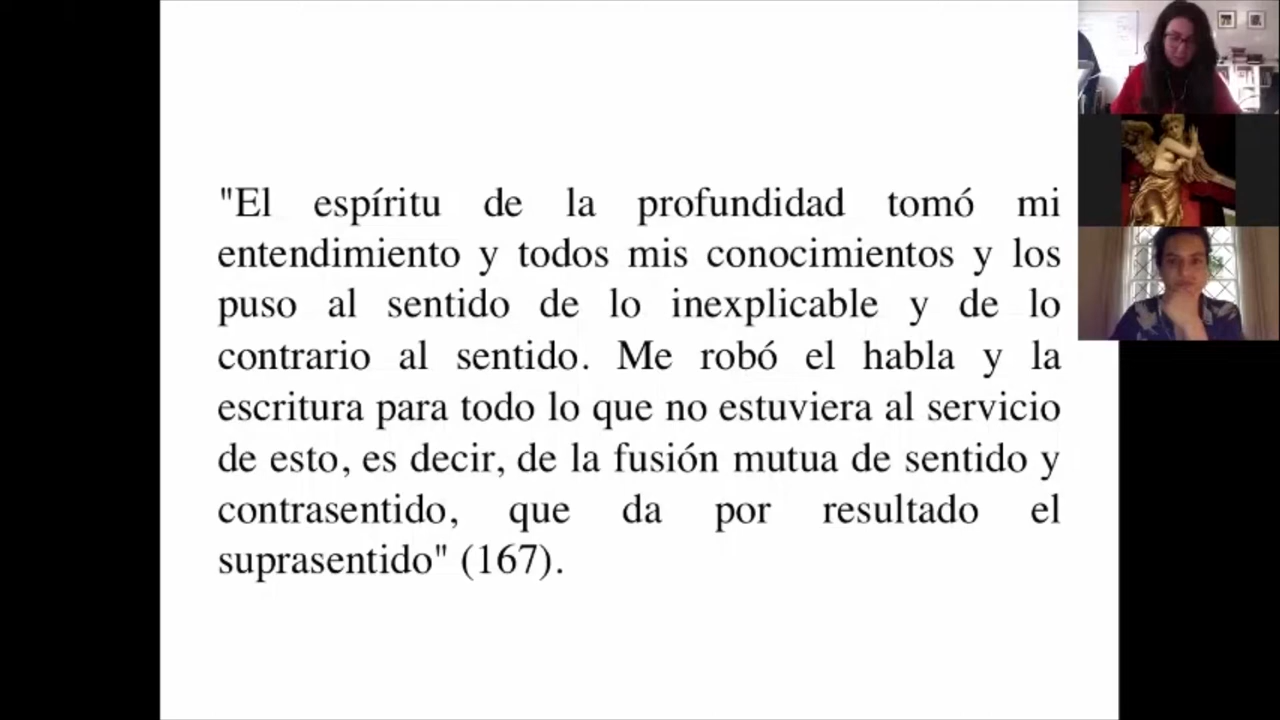 "El espíritu de la profundidad tomó mi
entendimiento y todos mis conocimientos y los
puso al sentido de lo inexplicable y de lo
contrario al sentido. Me robó el habla y la
escritura para todo lo que no estuviera al servicio
de esto, es decir, de la fusión mutua de sentido y
contrasentido, que da por resultado el
suprasentido" (167).